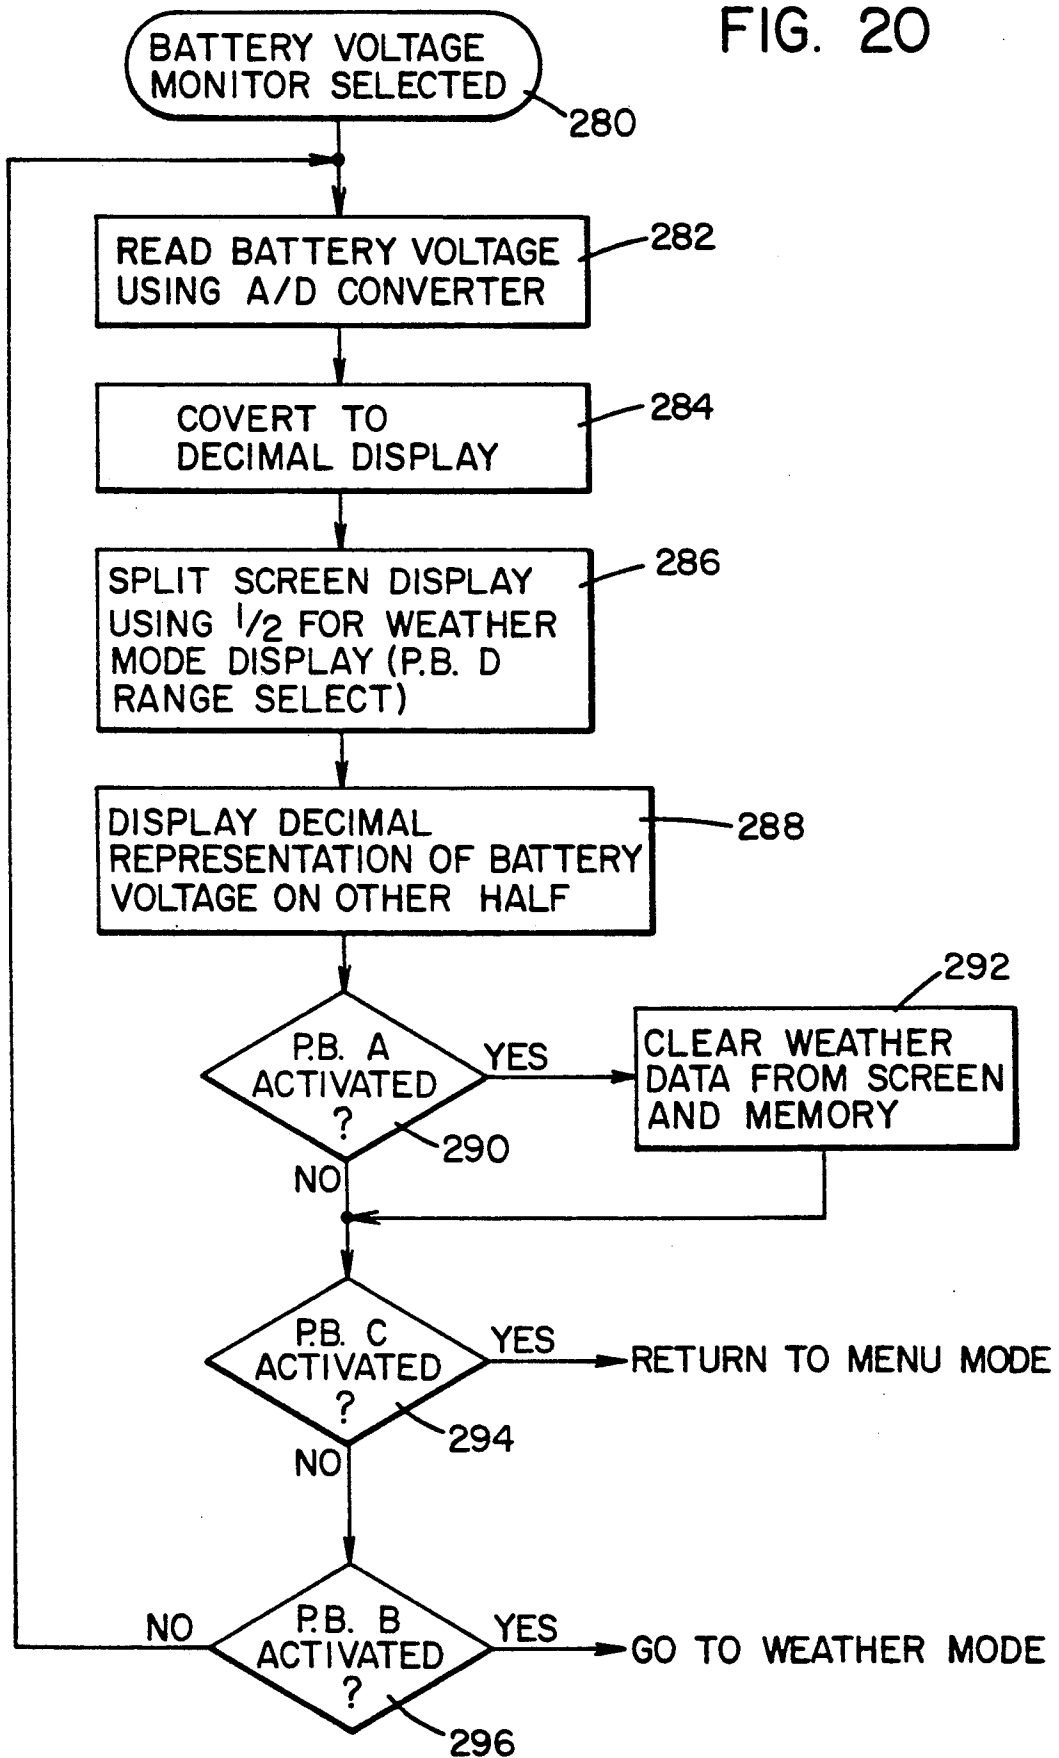 FIG. 20
BATTERY VOLTAGE
MONITOR SELECTED
280
READ BATTERY VOLTAGE
USING A/D CONVERTER
282
COVERT TO
DECIMAL DISPLAY
284
SPLIT SCREEN DISPLAY
USING 1/2 FOR WEATHER
MODE DISPLAY (P.B. D
RANGE SELECT)
286
DISPLAY DECIMAL
REPRESENTATION OF BATTERY
VOLTAGE ON OTHER HALF
288
P.B. A
ACTIVATED
?
290
YES
NO
CLEAR WEATHER
DATA FROM SCREEN
AND MEMORY
292
P.B. C
ACTIVATED
?
294
YES
RETURN TO MENU MODE
NO
P.B. B
ACTIVATED
?
296
NO
YES
GO TO WEATHER MODE